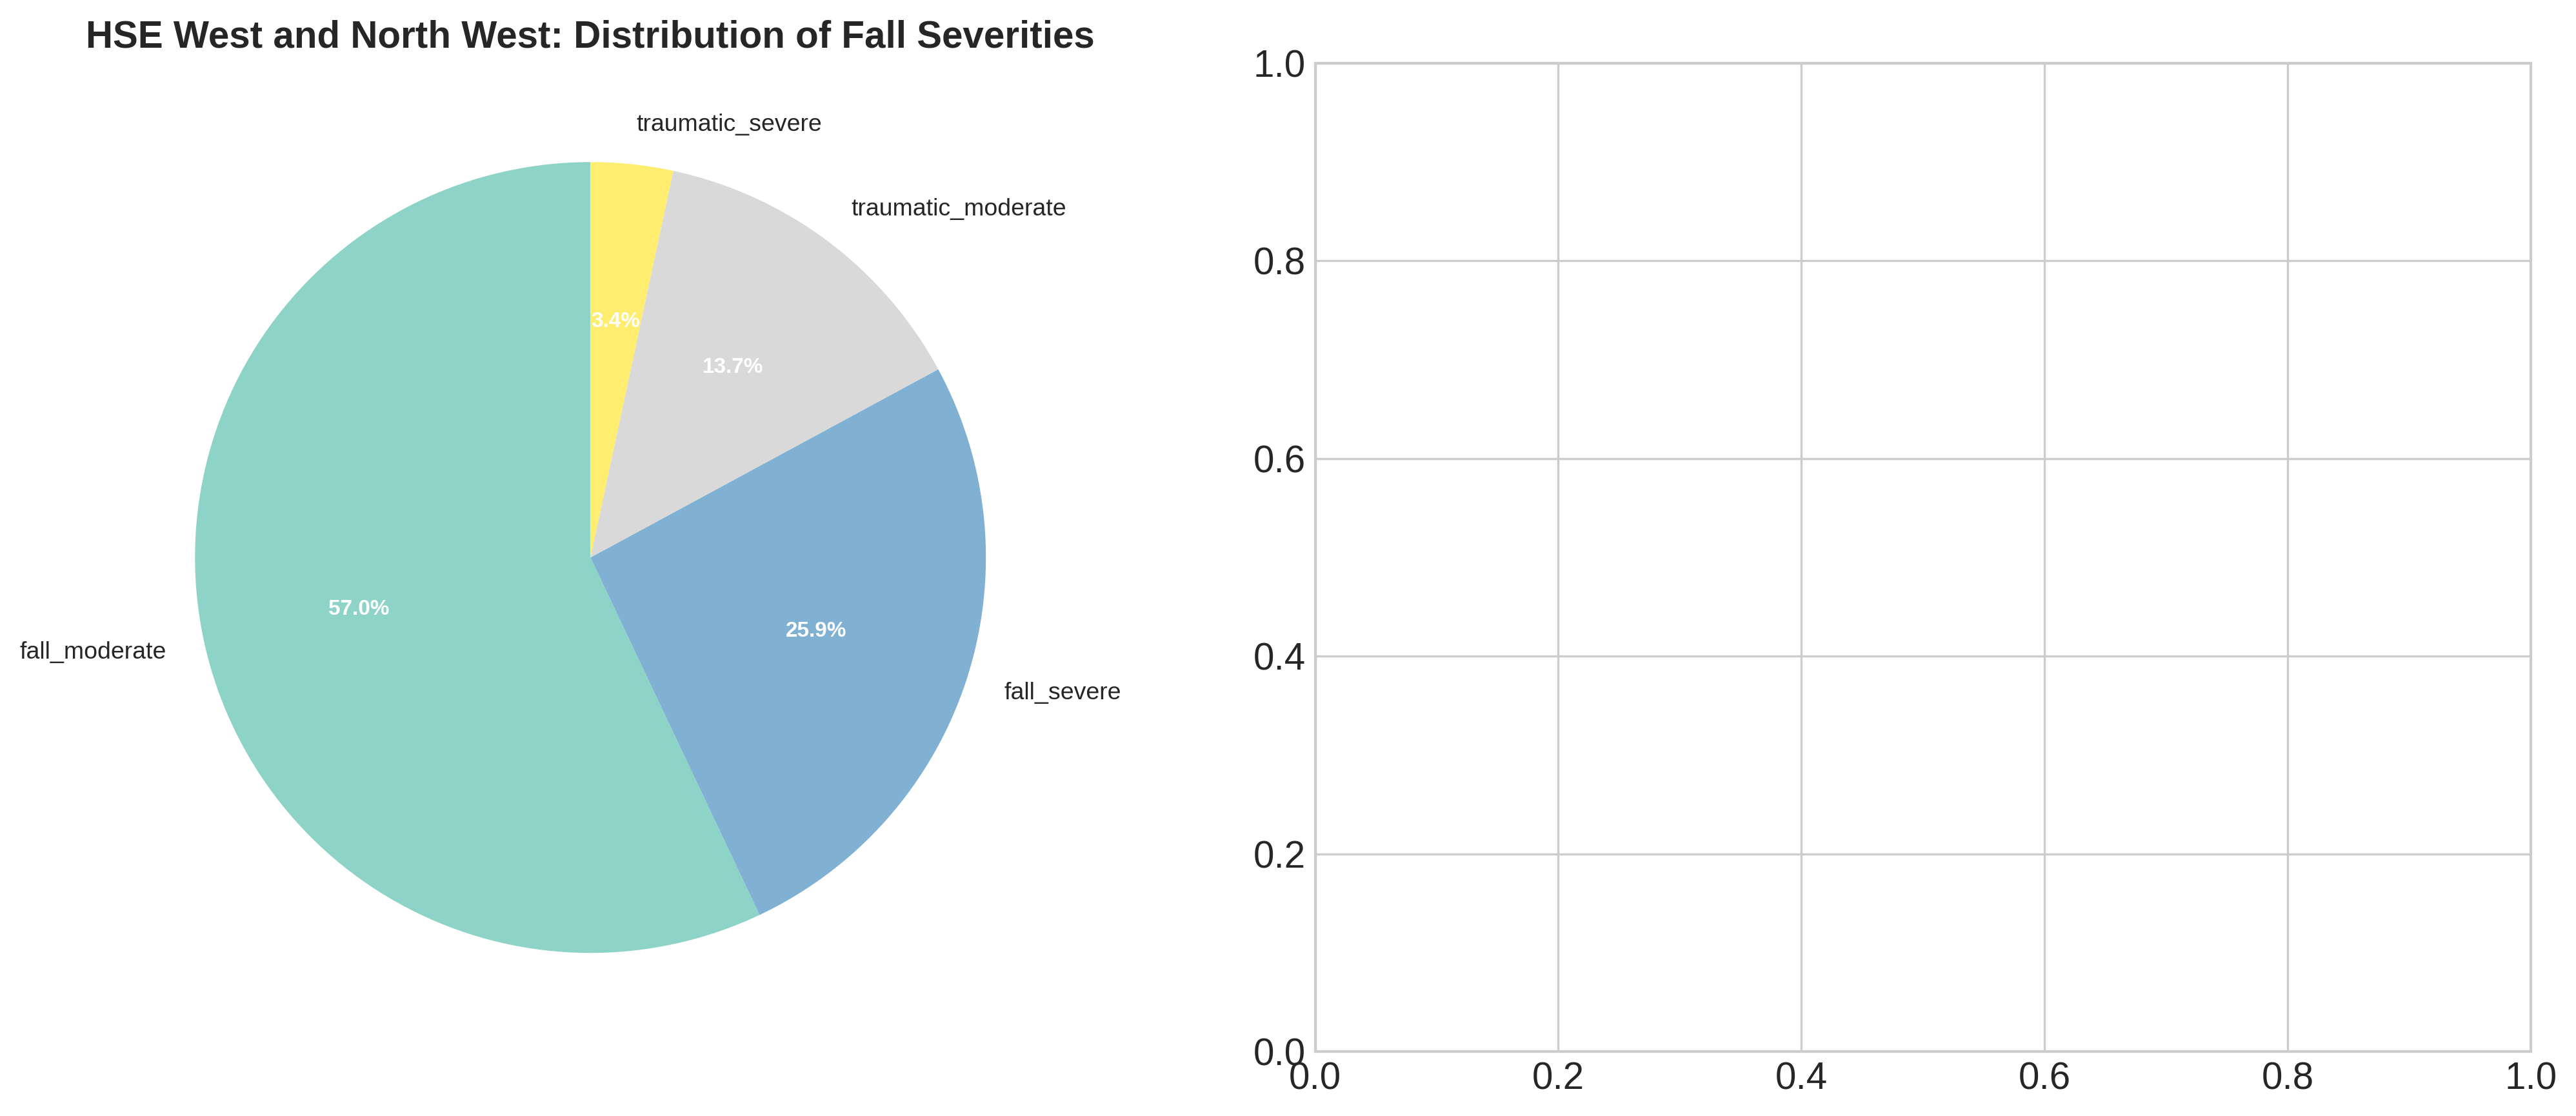 HSE West and North West: Distribution of Fall Severities
traumatic_severe
traumatic_moderate
3.4%
13.7%
57.0%
25.9%
fall_moderate
fall_severe
1.0
0.8
0.6
0.4
0.2
0.0
0.0 0.2 0.4 0.6 0.8 1.0